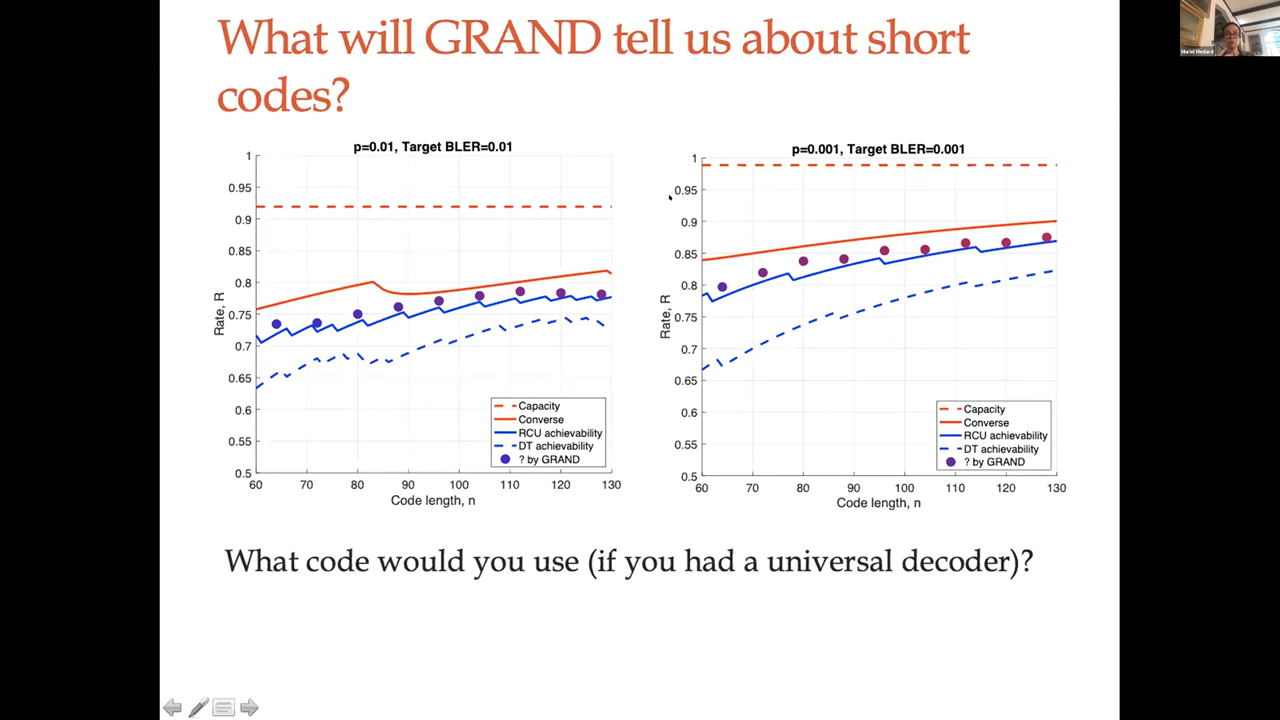 What will GRAND tell us about short
codes?
p=0.01, Target BLER=0.01
1
0.95
0.9
0.85
0.8
0.75
0.7
0.65
0.6
0.55
0.5
Rate, R
60 70 80 90 100 110 120 130
Code length, n
Capacity
Converse
RCU achievability
DT achievability
? by GRAND
p=0.001, Target BLER=0.001
1
0.95
0.9
0.85
0.8
0.75
0.7
0.65
0.6
0.55
0.5
Rate, R
60 70 80 90 100 110 120 130
Code length, n
Capacity
Converse
RCU achievability
DT achievability
? by GRAND
What code would you use (if you had a universal decoder)?
Muriel Medard